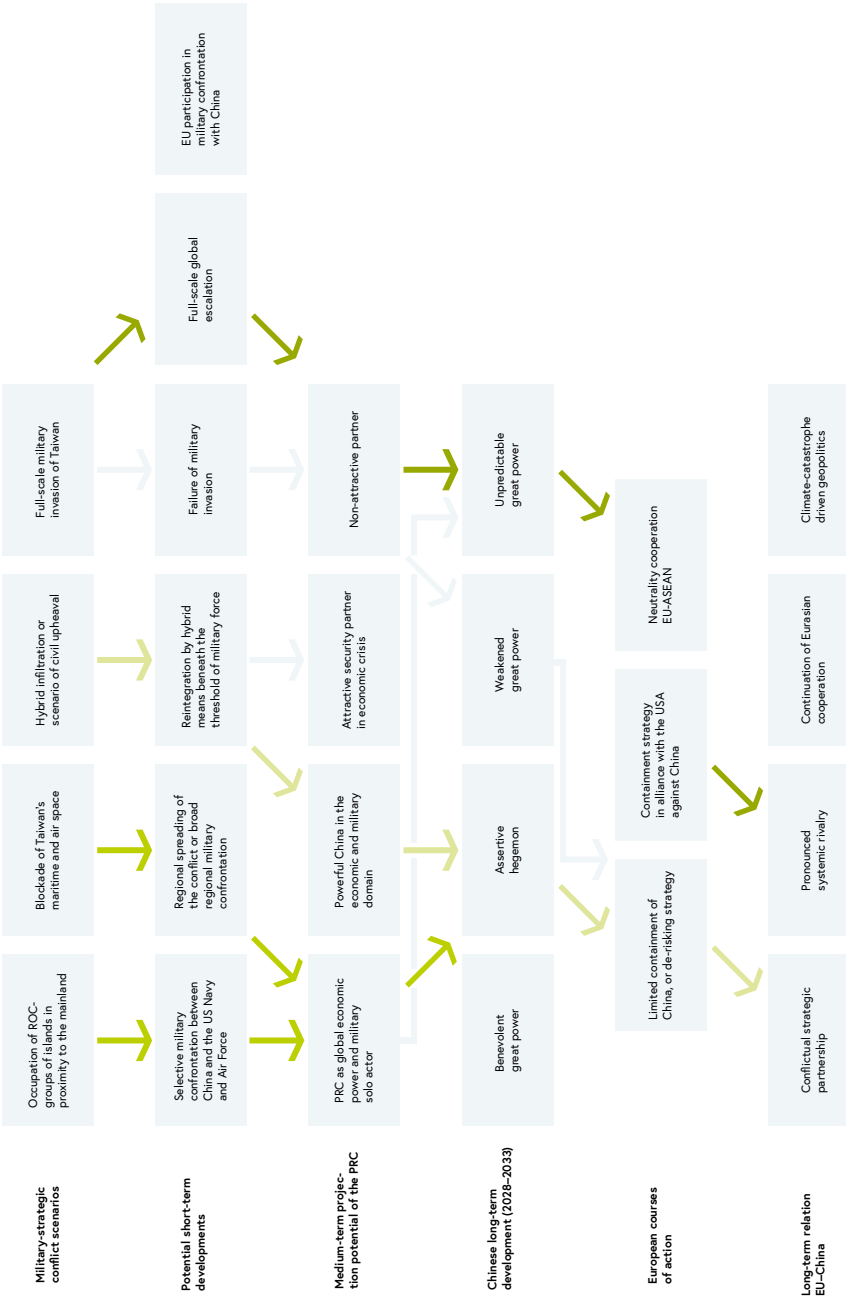 Military-strategic
conflict scenarios
Occupation of ROC-
groups of islands in
proximity to the mainland
Blockade of Taiwan's
maritime and air space
Hybrid infiltration or
scenario of civil upheaval
Full-scale military
invasion of Taiwan
Potential short-term
developments
Selective military
confrontation between
China and the US Navy
and Air Force
Regional spreading of
the conflict or broad
regional military
confrontation
Reintegration by hybrid
means beneath the
threshold of military force
Failure of military
invasion
Full-scale global
escalation
EU participation in
military confrontation
with China
Medium-term projec-
tion potential of the PRC
PRC as global economic
power and military
solo actor
Powerful China in the
economic and military
domain
Attractive security partner
in economic crisis
Non-attractive partner
Chinese long-term
development (2028–2033)
Benevolent
great power
Assertive
hegemon
Weakened
great power
Unpredictable
great power
European courses
of action
Limited containment of
China, or de-risking strategy
Containment strategy
in alliance with the USA
against China
Neutrality cooperation
EU-ASEAN
Long-term relation
EU–China
Conflictual strategic
partnership
Pronounced
systemic rivalry
Continuation of Eurasian
cooperation
Climate-catastrophe
driven geopolitics